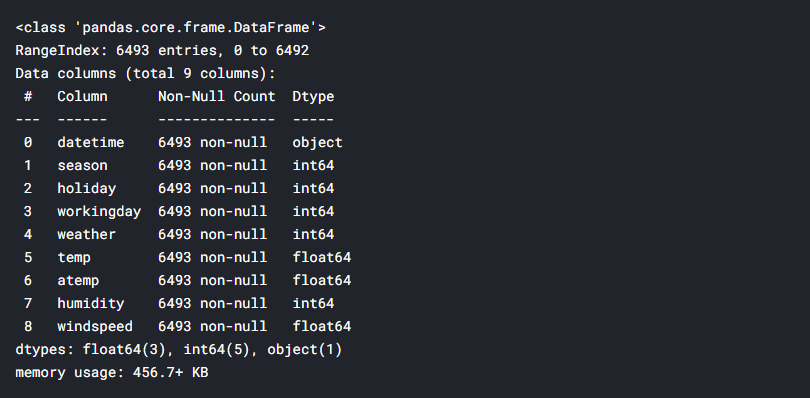 <class 'pandas.core.frame.DataFrame'>
RangeIndex: 6493 entries, 0 to 6492
Data columns (total 9 columns):
 #   Column      Non-Null Count  Dtype
---  ------      --------------  -----
 0   datetime    6493 non-null   object
 1   season      6493 non-null   int64
 2   holiday     6493 non-null   int64
 3   workingday  6493 non-null   int64
 4   weather     6493 non-null   int64
 5   temp        6493 non-null   float64
 6   atemp       6493 non-null   float64
 7   humidity    6493 non-null   int64
 8   windspeed   6493 non-null   float64
dtypes: float64(3), int64(5), object(1)
memory usage: 456.7+ KB